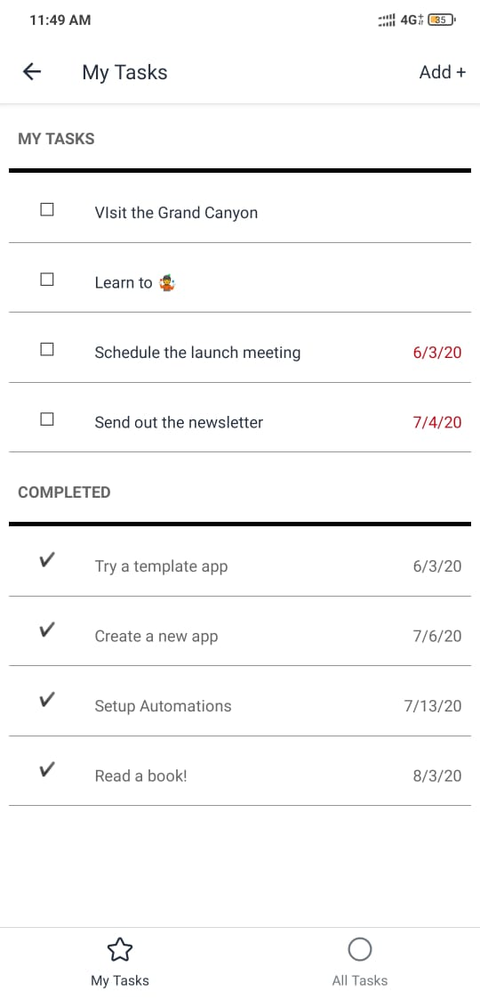 11:49 AM 4G+ 35
My Tasks Add +
MY TASKS
VIsit the Grand Canyon
Learn to 🤹
Schedule the launch meeting 6/3/20
Send out the newsletter 7/4/20
COMPLETED
Try a template app 6/3/20
Create a new app 7/6/20
Setup Automations 7/13/20
Read a book! 8/3/20
My Tasks All Tasks